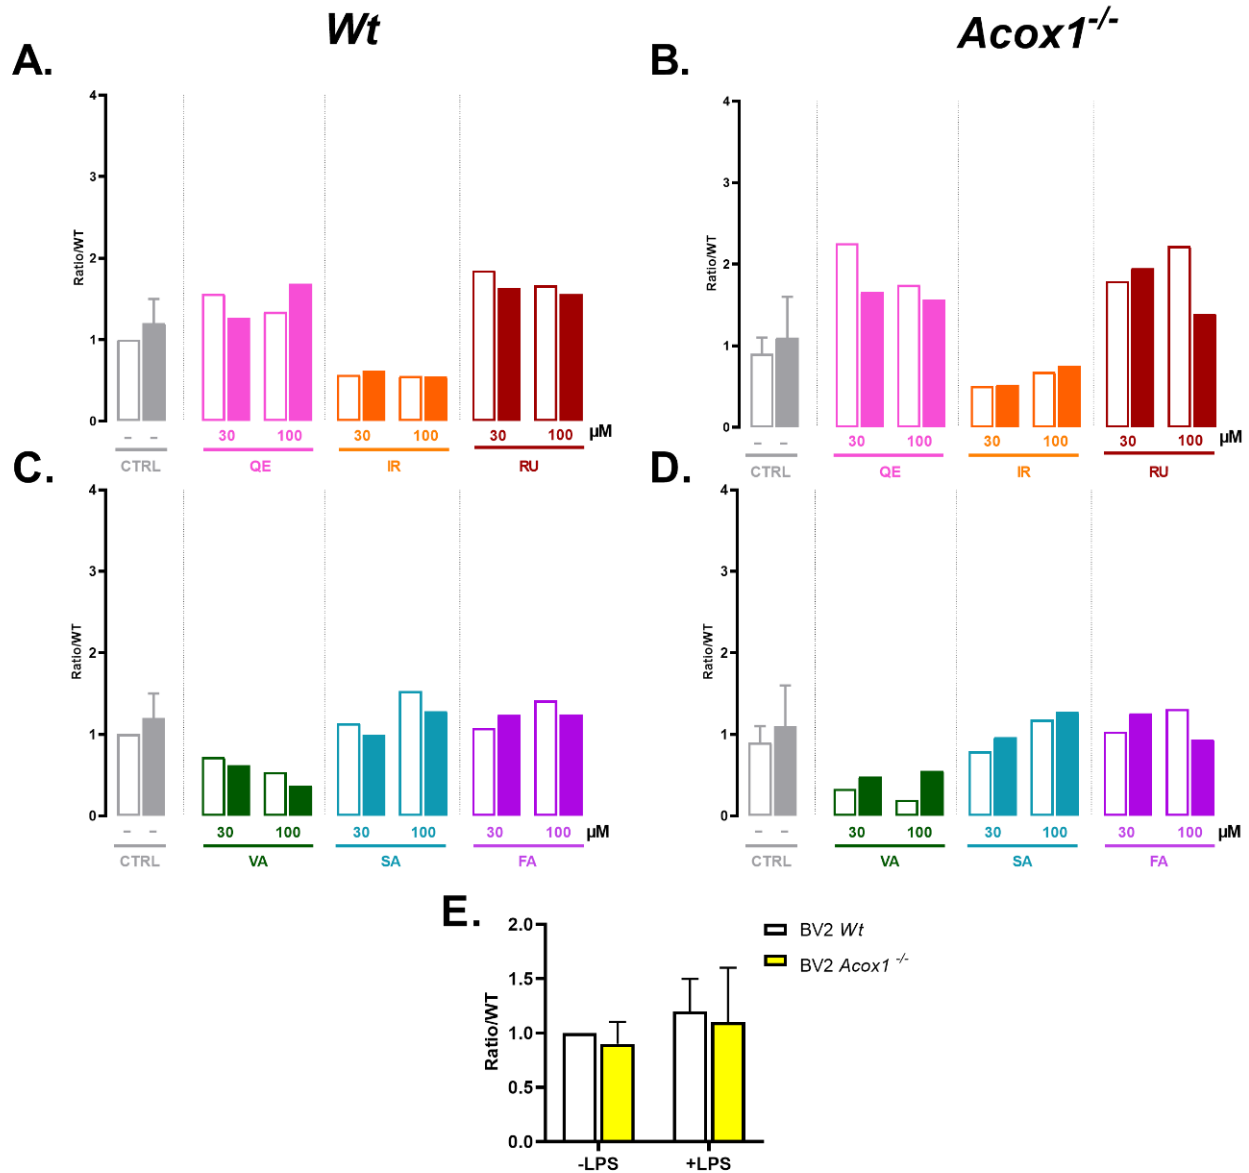 Wt
Acox1-/-
A.
B.
4
3
2
1
0
Ratio/WT
– –
30 100
30 100
30 100 µM
CTRL QE IR RU
4
3
2
1
0
Ratio/WT
– –
30 100
30 100
30 100 µM
CTRL QE IR RU
C.
D.
4
3
2
1
0
Ratio/WT
– –
30 100
30 100
30 100 µM
CTRL VA SA FA
4
3
2
1
0
Ratio/WT
– –
30 100
30 100
30 100 µM
CTRL VA SA FA
E.
2.0
1.5
1.0
0.5
0.0
Ratio/WT
-LPS +LPS
BV2 Wt
BV2 Acox1 -/-